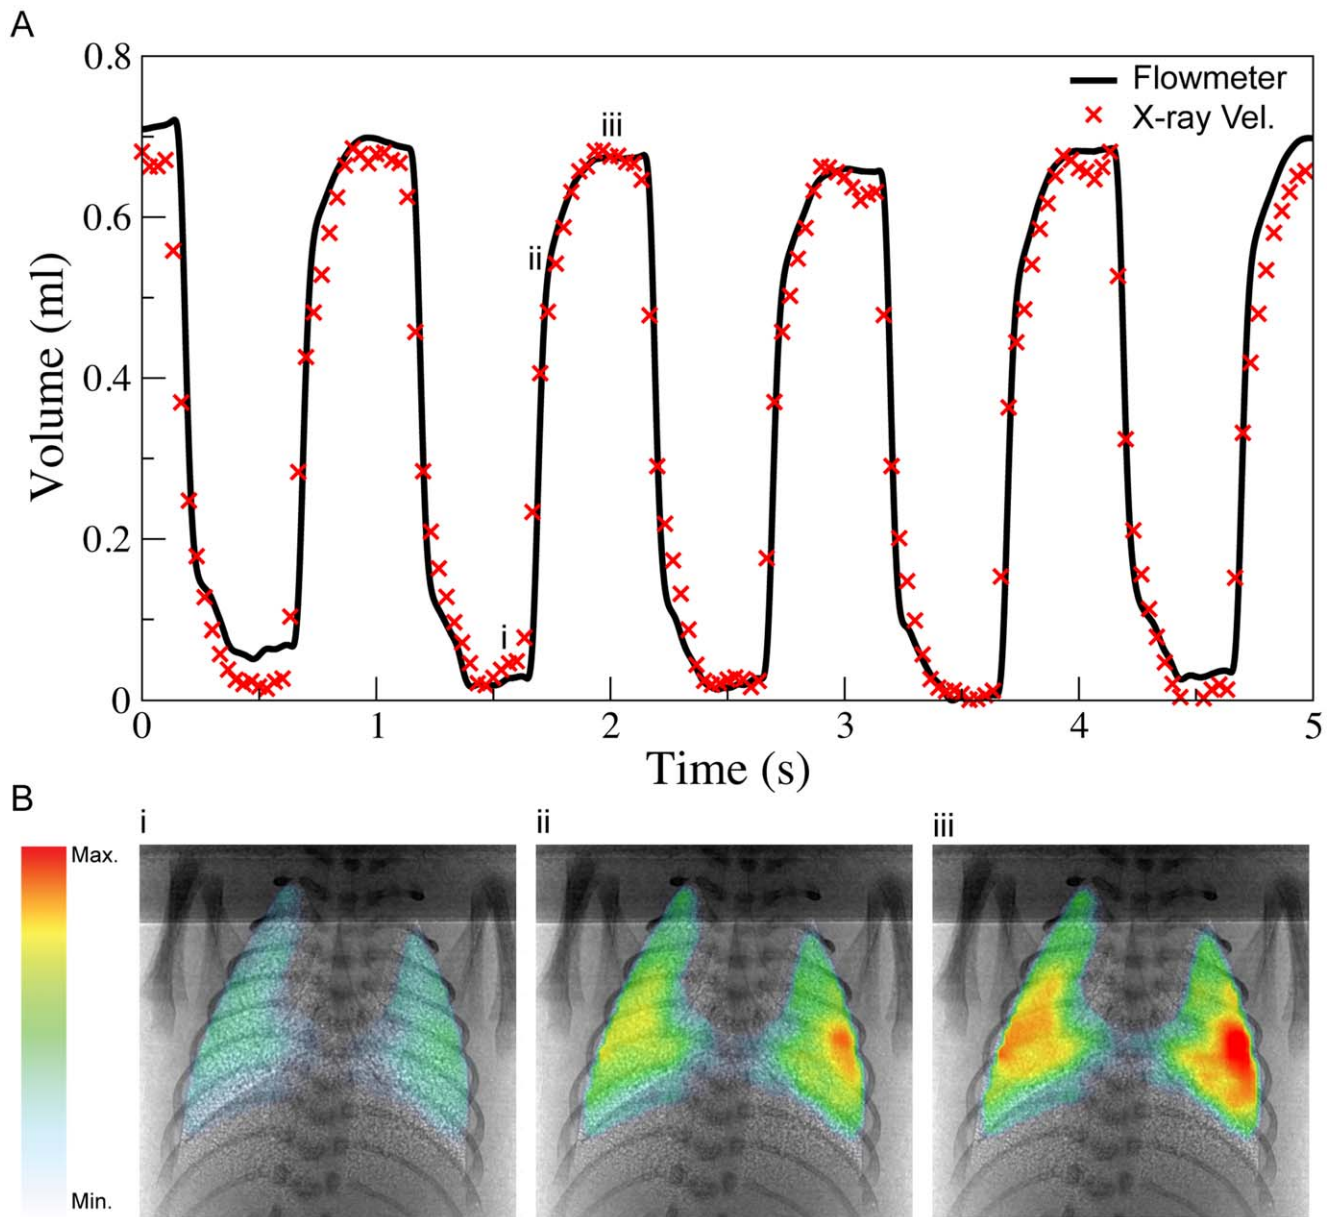 A
0.8
0.6
0.4
0.2
0
Volume (ml)
Flowmeter
X-ray Vel.
i
ii
iii
0 1 2 3 4 5
Time (s)
B
i ii iii
Max.
Min.